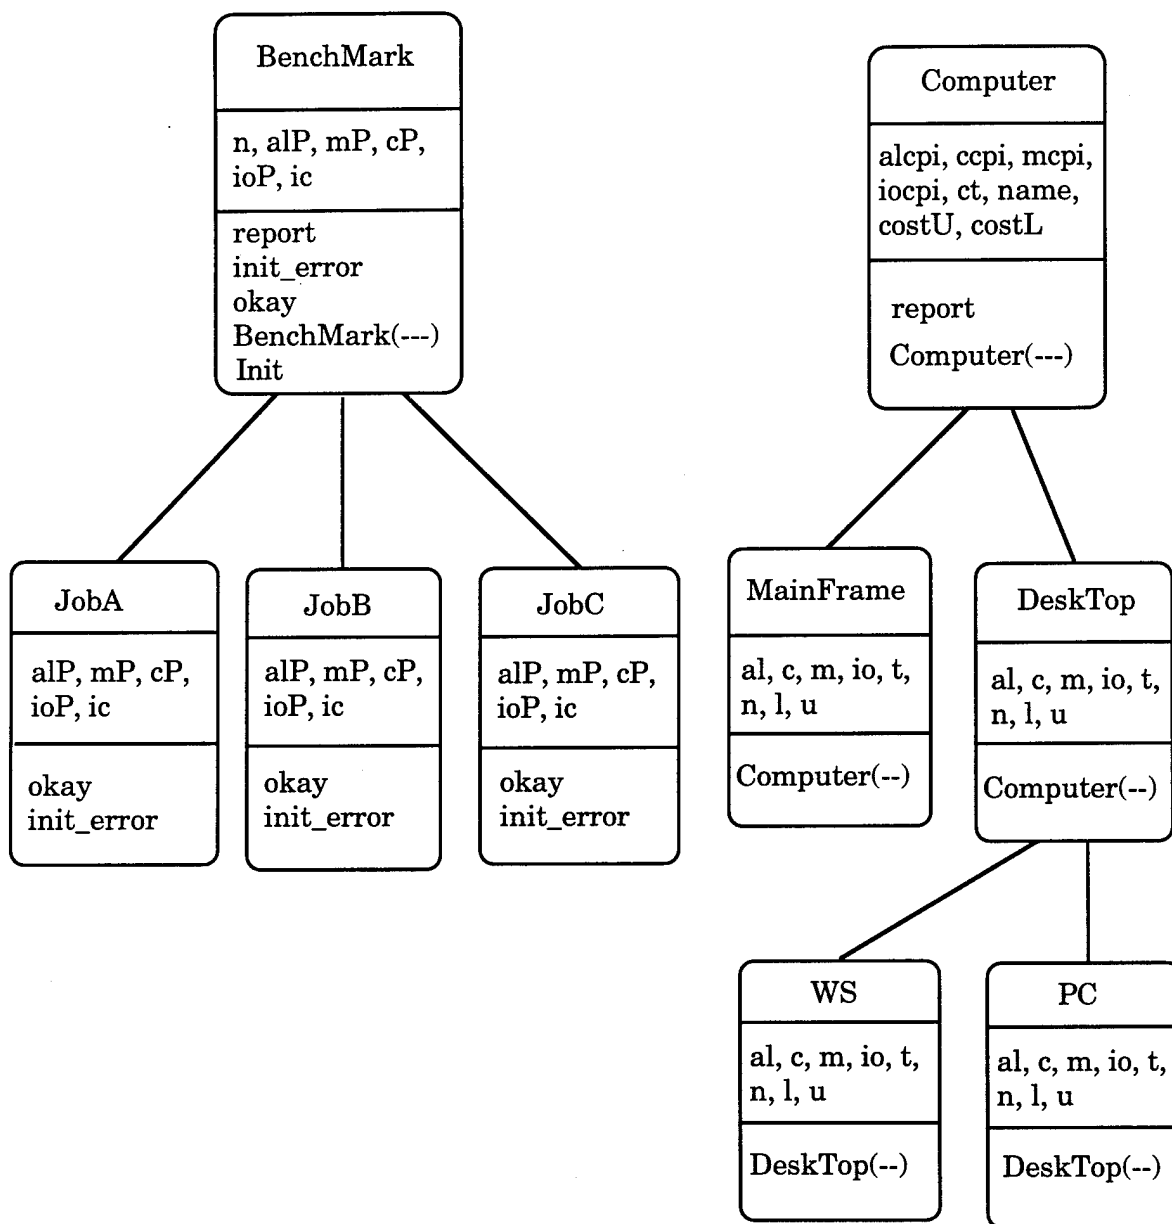 BenchMark
n, alP, mP, cP,
ioP, ic
report
init_error
okay
BenchMark(---)
Init
Computer
alcpi, ccpi, mcpi,
iocpi, ct, name,
costU, costL
report
Computer(---)
JobA
alP, mP, cP,
ioP, ic
okay
init_error
JobB
alP, mP, cP,
ioP, ic
okay
init_error
JobC
alP, mP, cP,
ioP, ic
okay
init_error
MainFrame
al, c, m, io, t,
n, l, u
Computer(--)
DeskTop
al, c, m, io, t,
n, l, u
Computer(--)
WS
al, c, m, io, t,
n, l, u
DeskTop(--)
PC
al, c, m, io, t,
n, l, u
DeskTop(--)